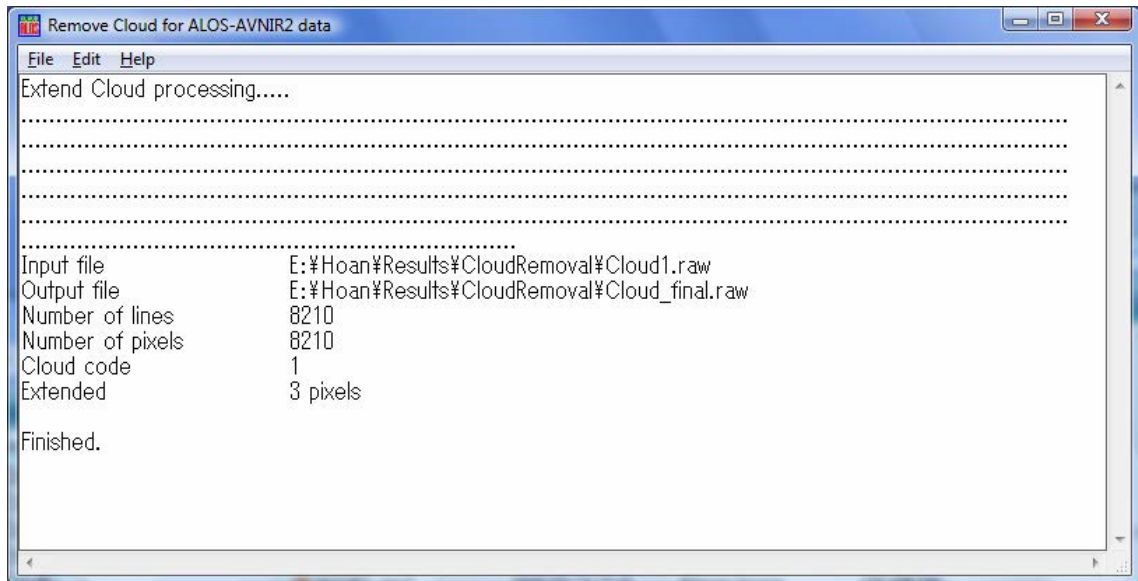 Remove Cloud for ALOS-AVNIR2 data
File Edit Help
Extend Cloud processing.....
.......................................................................................................................................................
.......................................................................................................................................................
.......................................................................................................................................................
.......................................................................................................................................................
.......................................................................................................................................................
.......................................................................
Input file E:¥Hoan¥Results¥CloudRemoval¥Cloud1.raw
Output file E:¥Hoan¥Results¥CloudRemoval¥Cloud_final.raw
Number of lines 8210
Number of pixels 8210
Cloud code 1
Extended 3 pixels
Finished.